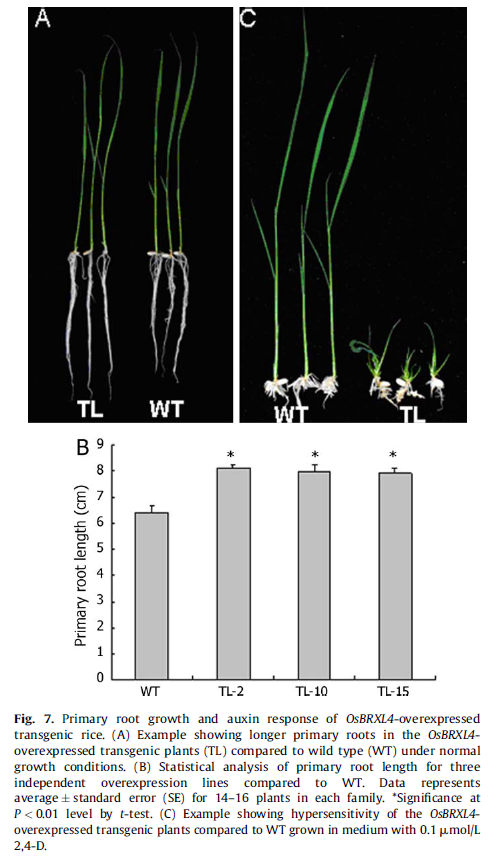 A
C
TL
WT
WT
TL
B
9
8
7
6
5
4
3
2
1
0
Primary root length (cm)
*
*
*
WT
TL-2
TL-10
TL-15
Fig. 7. Primary root growth and auxin response of OsBRXL4-overexpressed
transgenic rice. (A) Example showing longer primary roots in the OsBRXL4-
overexpressed transgenic plants (TL) compared to wild type (WT) under normal
growth conditions. (B) Statistical analysis of primary root length for three
independent overexpression lines compared to WT. Data represents
average ± standard error (SE) for 14–16 plants in each family. *Significance at
P < 0.01 level by t-test. (C) Example showing hypersensitivity of the OsBRXL4-
overexpressed transgenic plants compared to WT grown in medium with 0.1 μmol/L
2,4-D.